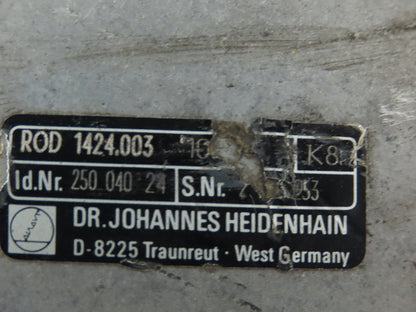 ROD 1424.003 K8
Id.Nr. 250 040 24 S.Nr.
DR. JOHANNES HEIDENHAIN
D-8225 Traunreut · West Germany